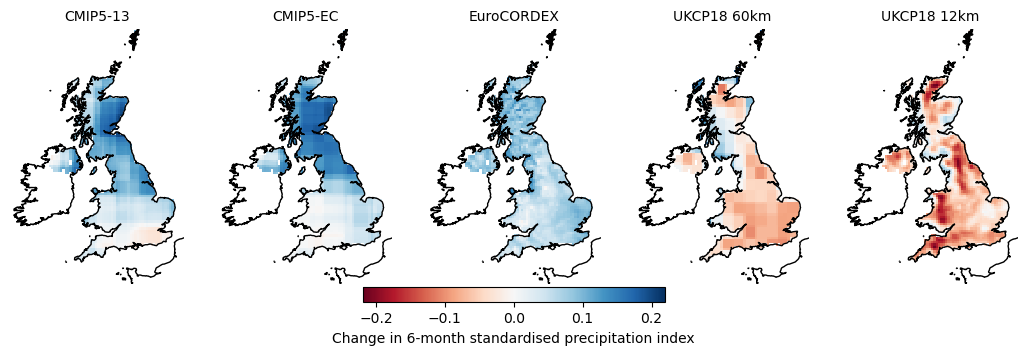 CMIP5-13 CMIP5-EC EuroCORDEX UKCP18 60km UKCP18 12km
−0.2 −0.1 0.0 0.1 0.2
Change in 6-month standardised precipitation index